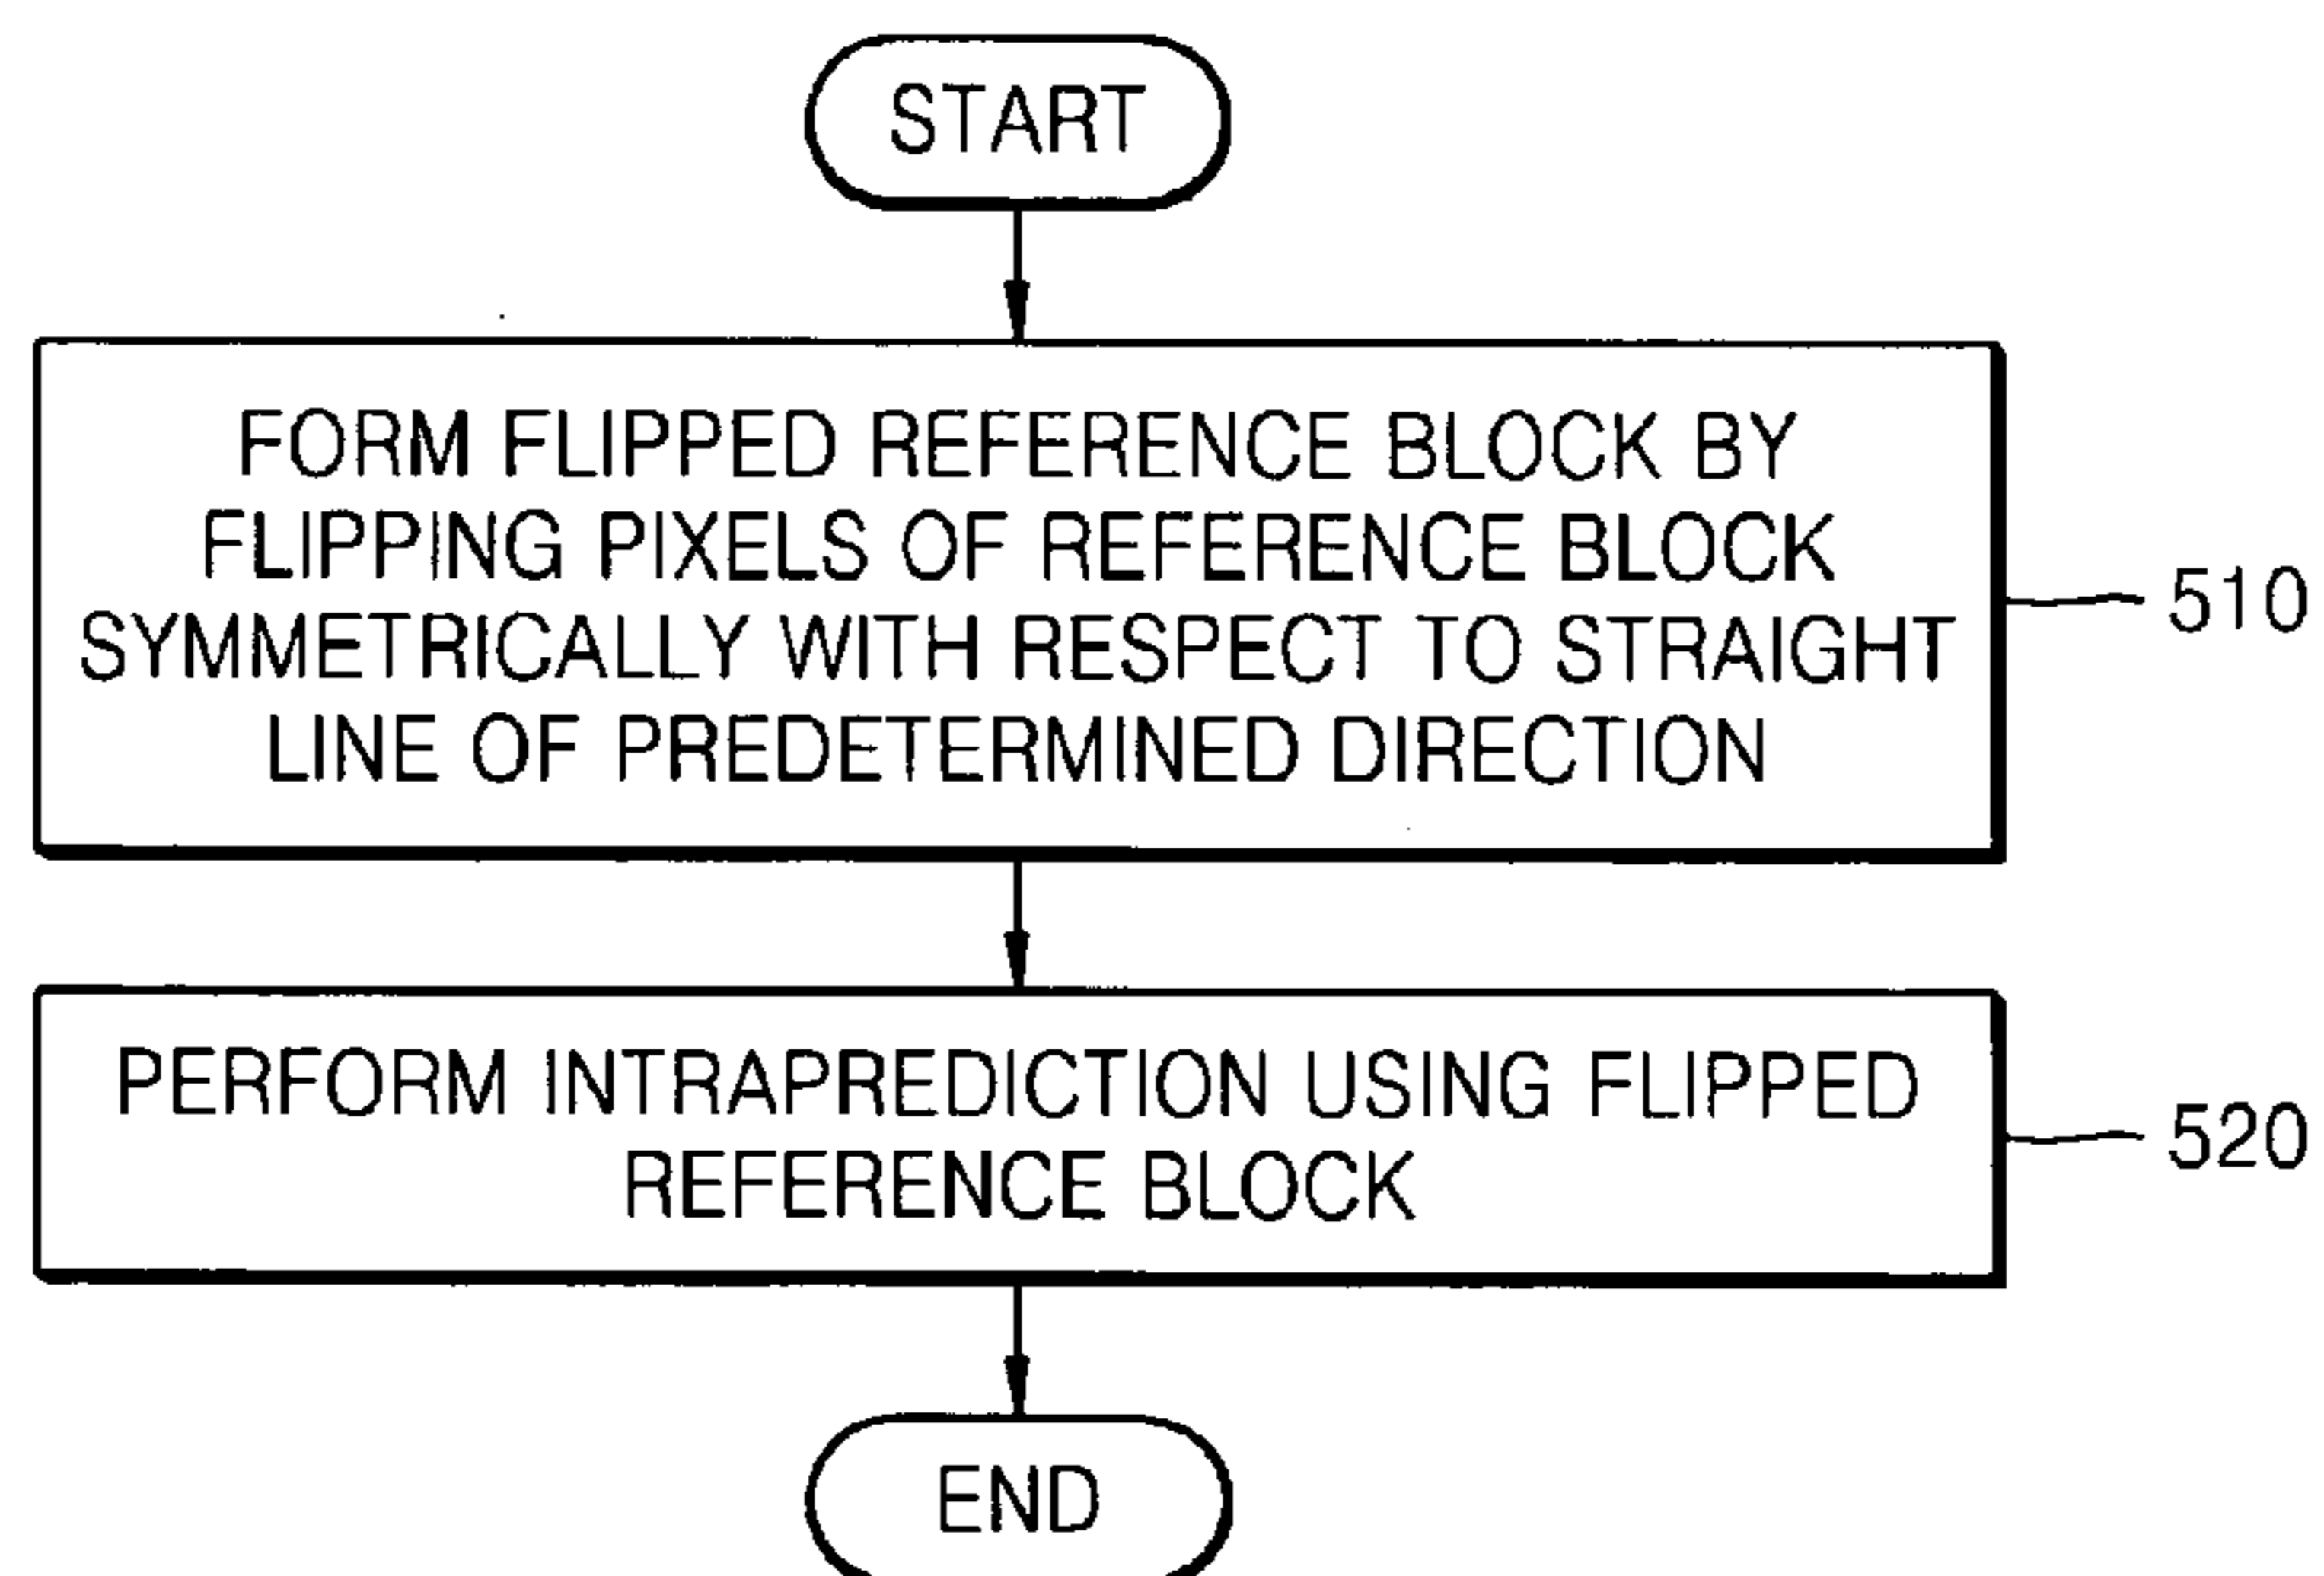 START
FORM FLIPPED REFERENCE BLOCK BY
FLIPPING PIXELS OF REFERENCE BLOCK
SYMMETRICALLY WITH RESPECT TO STRAIGHT
LINE OF PREDETERMINED DIRECTION
510
PERFORM INTRAPREDICTION USING FLIPPED
REFERENCE BLOCK
520
END